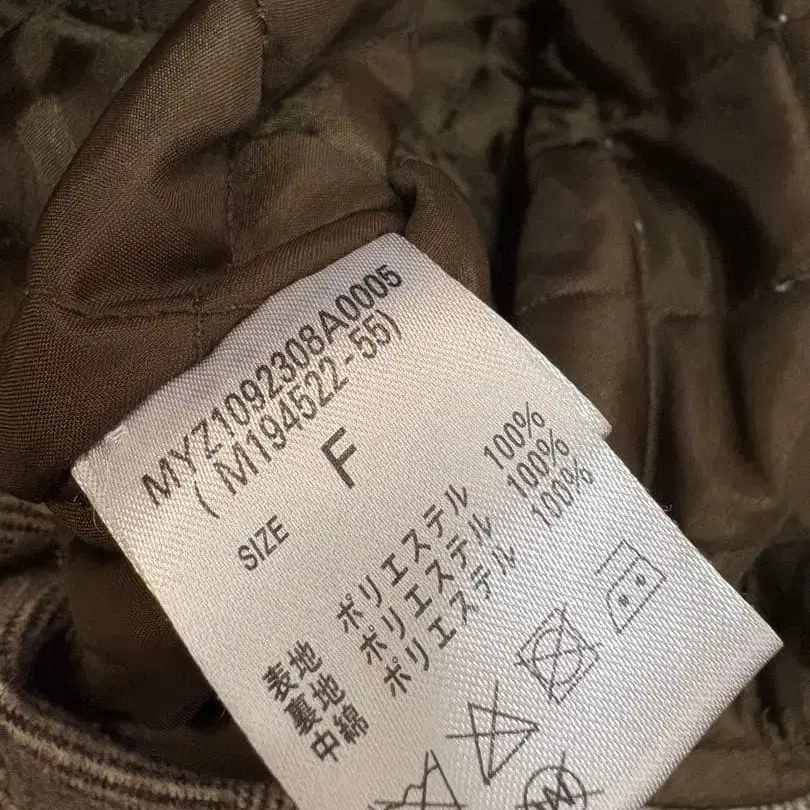 MYZ1092308A0005
( M194522-55)
SIZE F
表地 ポリエステル 100%
裏地 ポリエステル 100%
中綿 ポリエステル 100%
W